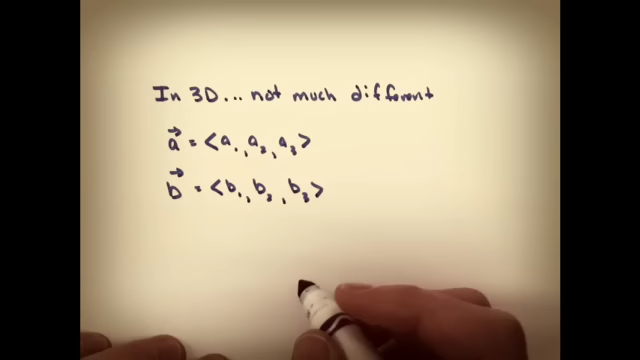 In 3D... not much different
a⃗ = <a₁, a₂, a₃>
b⃗ = <b₁, b₂, b₃>